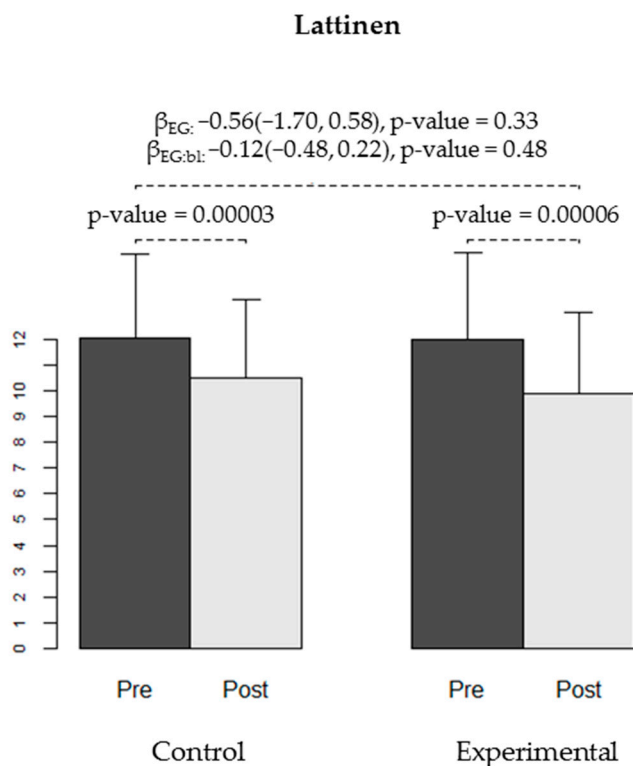 Lattinen
βEG: −0.56(−1.70, 0.58), p-value = 0.33
βEG:bl: −0.12(−0.48, 0.22), p-value = 0.48
p-value = 0.00003
p-value = 0.00006
12
10
9
8
7
6
5
4
3
2
1
0
Pre Post Pre Post
Control Experimental